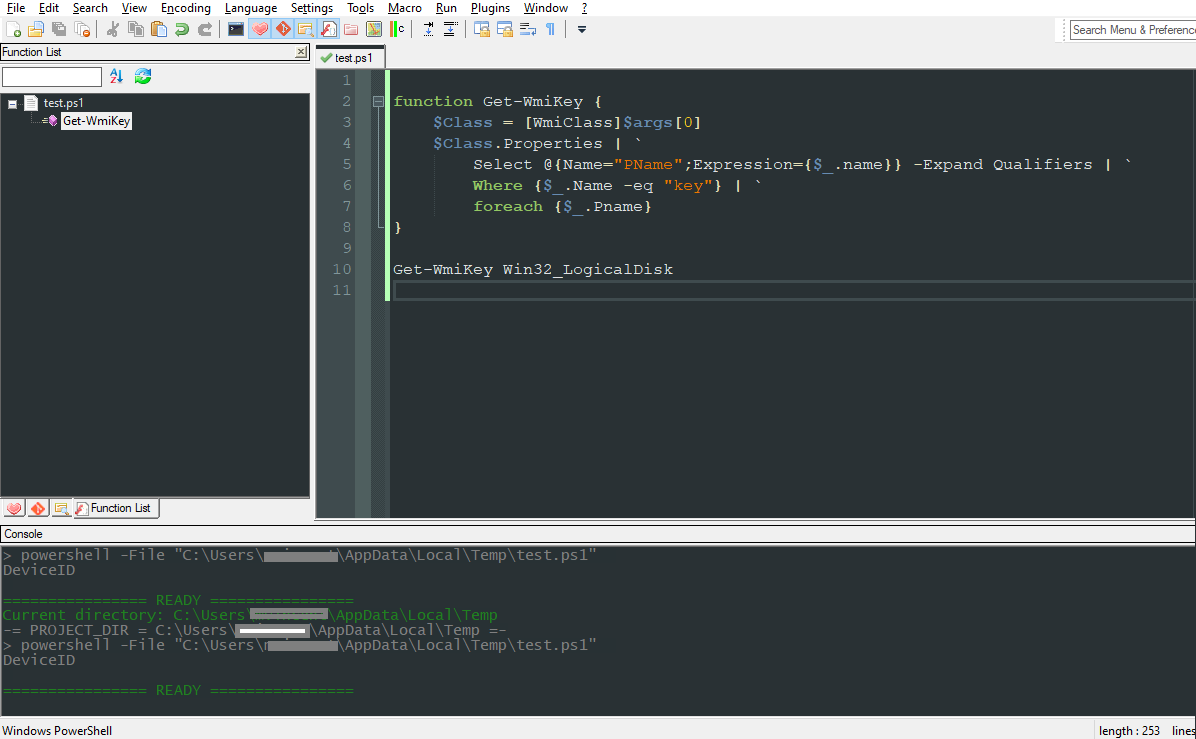 File Edit Search View Encoding Language Settings Tools Macro Run Plugins Window ?
Search Menu & Preference
Function List
test.ps1
test.ps1
Get-WmiKey
1
2 function Get-WmiKey {
3 $Class = [WmiClass]$args[0]
4 $Class.Properties | `
5 Select @{Name="PName";Expression={$_.name}} -Expand Qualifiers | `
6 Where {$_.Name -eq "key"} | `
7 foreach {$_.Pname}
8 }
9
10 Get-WmiKey Win32_LogicalDisk
11
Function List
Console
> powershell -File "C:\Users\ \AppData\Local\Temp\test.ps1"
DeviceID
================ READY ================
Current directory: C:\Users \AppData\Local\Temp
-= PROJECT_DIR = C:\Users\ \AppData\Local\Temp =-
> powershell -File "C:\Users\ \AppData\Local\Temp\test.ps1"
DeviceID
================ READY ================
Windows PowerShell length : 253 lines